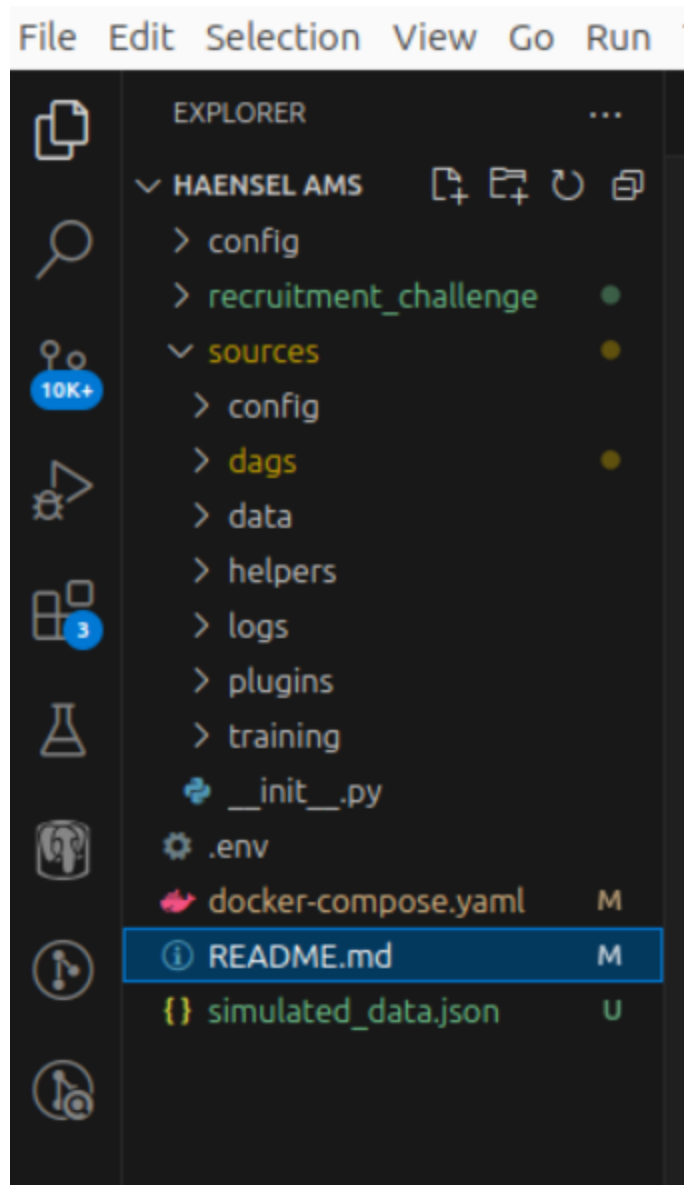 File Edit Selection View Go Run
EXPLORER ...
HAENSEL AMS
config
recruitment_challenge
10K+
sources
config
dags
data
helpers
3
logs
plugins
training
__init__.py
.env
docker-compose.yaml M
README.md M
{} simulated_data.json U